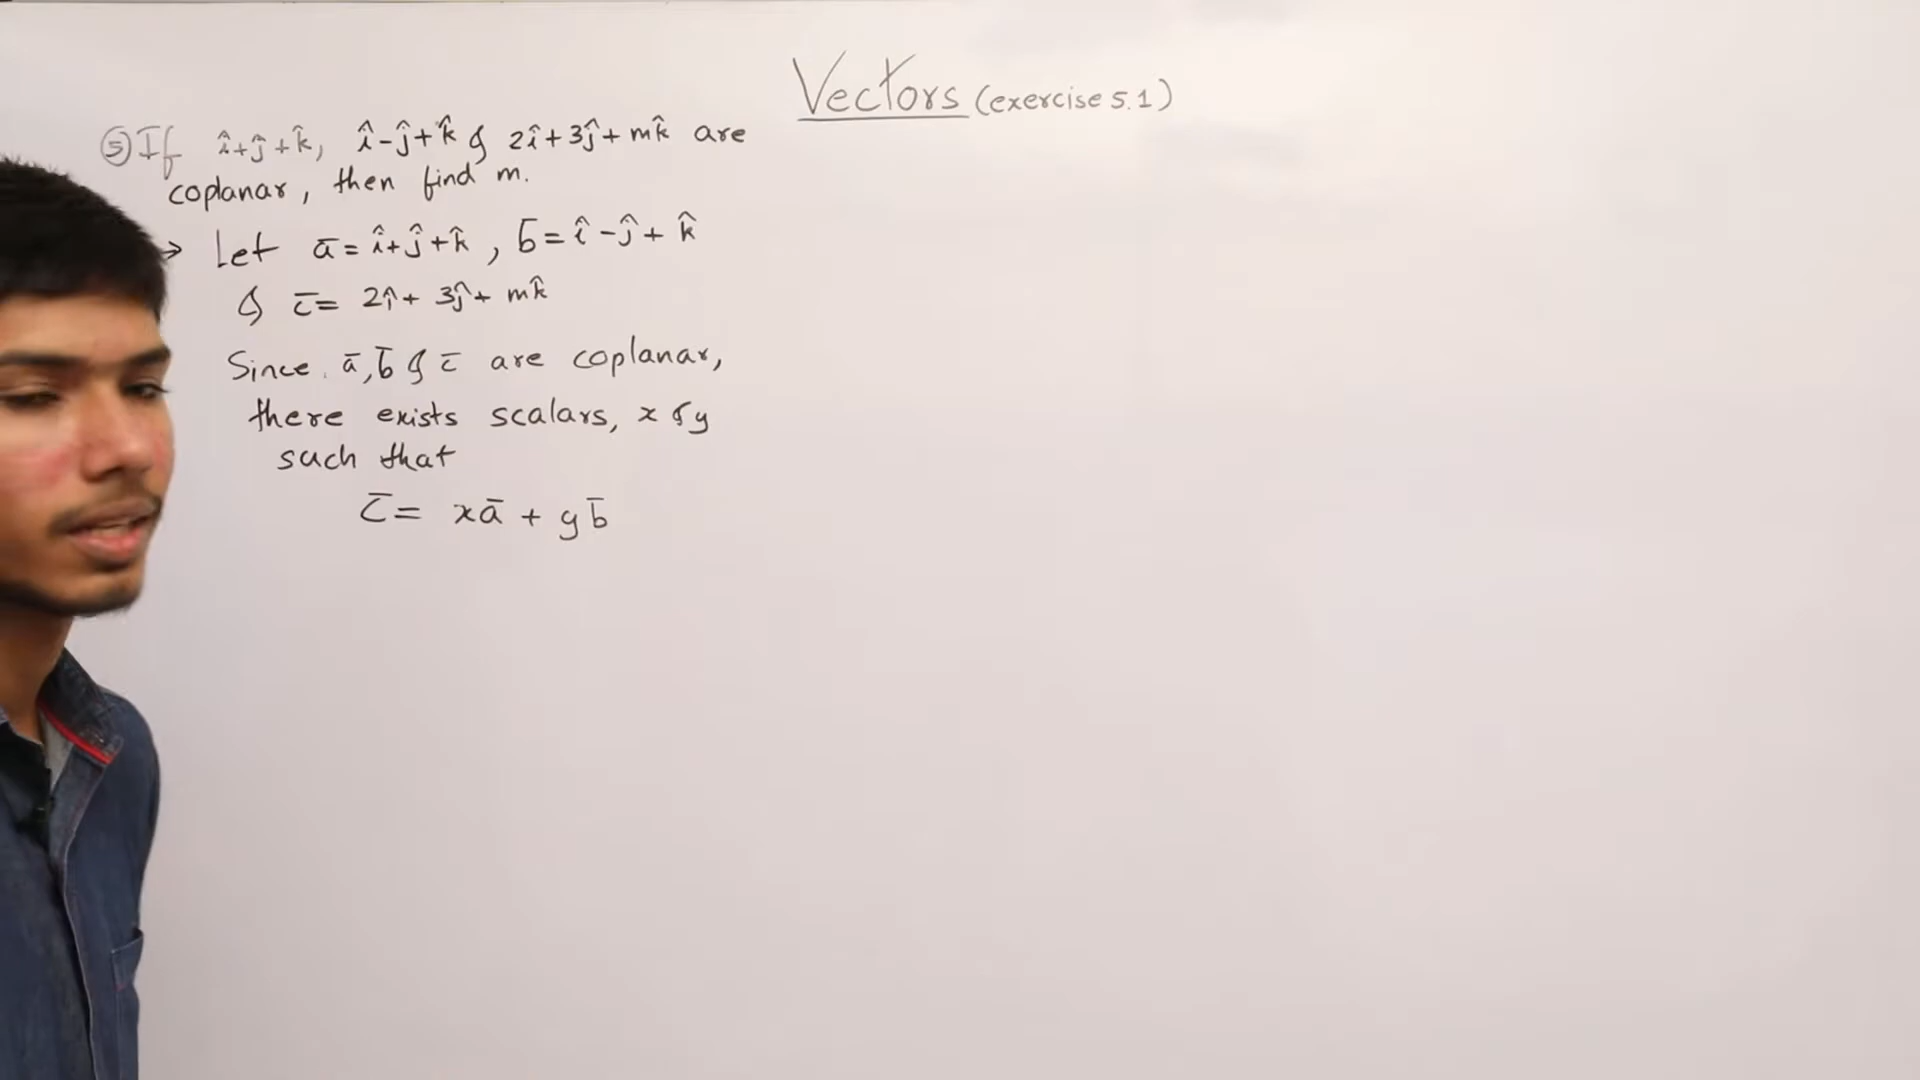 Vectors (exercise 5.1)
⑤ If î+ĵ+k̂, î-ĵ+k̂ & 2î+3ĵ+mk̂ are
coplanar, then find m.
→ Let a̅ = î+ĵ+k̂, b̅ = î-ĵ+k̂
& c̅ = 2î+3ĵ+mk̂
Since a̅, b̅ & c̅ are coplanar,
there exists scalars, x & y
such that
c̅ = xa̅ + yb̅